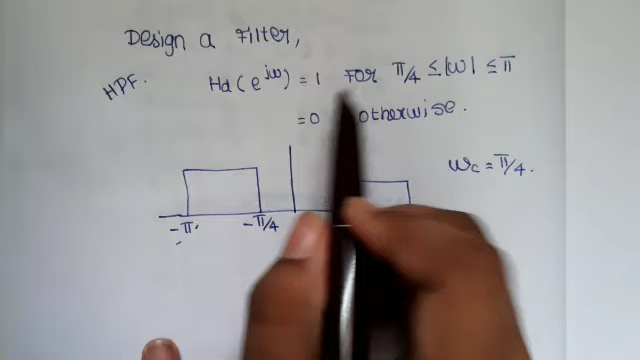 Design a Filter,
HPF. Hd(e^jω) = 1 For π/4 ≤ |ω| ≤ π
= 0 otherwise.
ωc = π/4.
-π -π/4